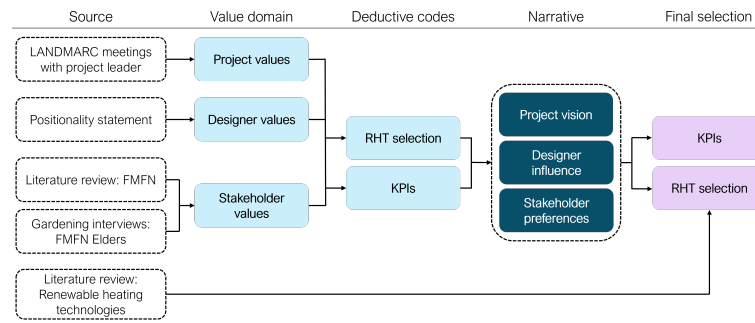 Source
Value domain
Deductive codes
Narrative
Final selection
LANDMARC meetings
with project leader
Project values
Positionality statement
Designer values
Literature review: FMFN
Gardening interviews:
FMFN Elders
Stakeholder
values
RHT selection
KPIs
Project vision
Designer
influence
Stakeholder
preferences
KPIs
RHT selection
Literature review:
Renewable heating
technologies